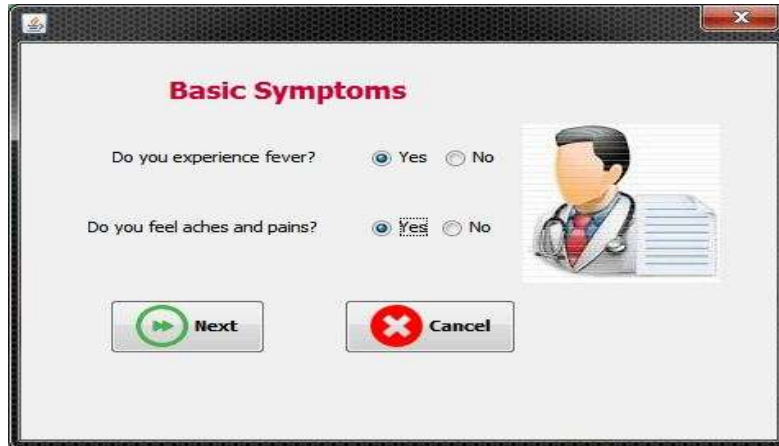 Basic Symptoms
Do you experience fever? Yes No
Do you feel aches and pains? Yes No
Next Cancel